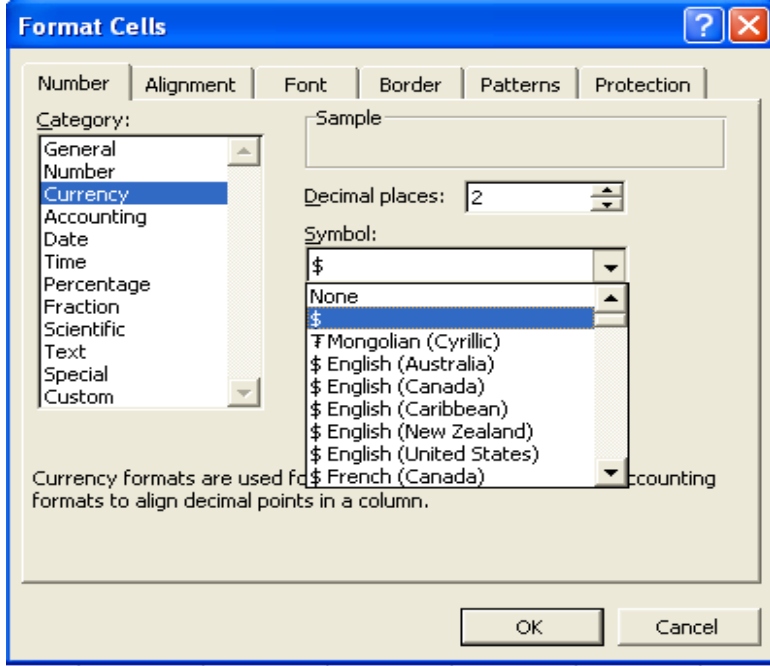 Format Cells
Number Alignment Font Border Patterns Protection
Category:
General
Number
Currency
Accounting
Date
Time
Percentage
Fraction
Scientific
Text
Special
Custom
Sample
Decimal places: 2
Symbol:
$
None
$
₮ Mongolian (Cyrillic)
$ English (Australia)
$ English (Canada)
$ English (Caribbean)
$ English (New Zealand)
$ English (United States)
$ French (Canada)
Currency formats are used
formats to align decimal points in a column.
OK Cancel